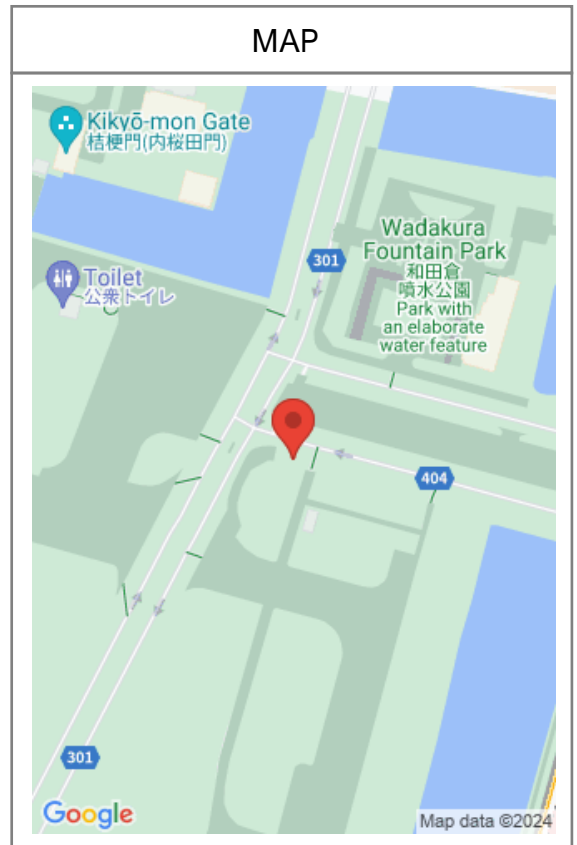 MAP
Kikyō-mon Gate
桔梗門(内桜田門)
Wadakura
Fountain Park
和田倉
噴水公園
Park with
an elaborate
water feature
301
Toilet
公衆トイレ
404
301
Google
Map data ©2024